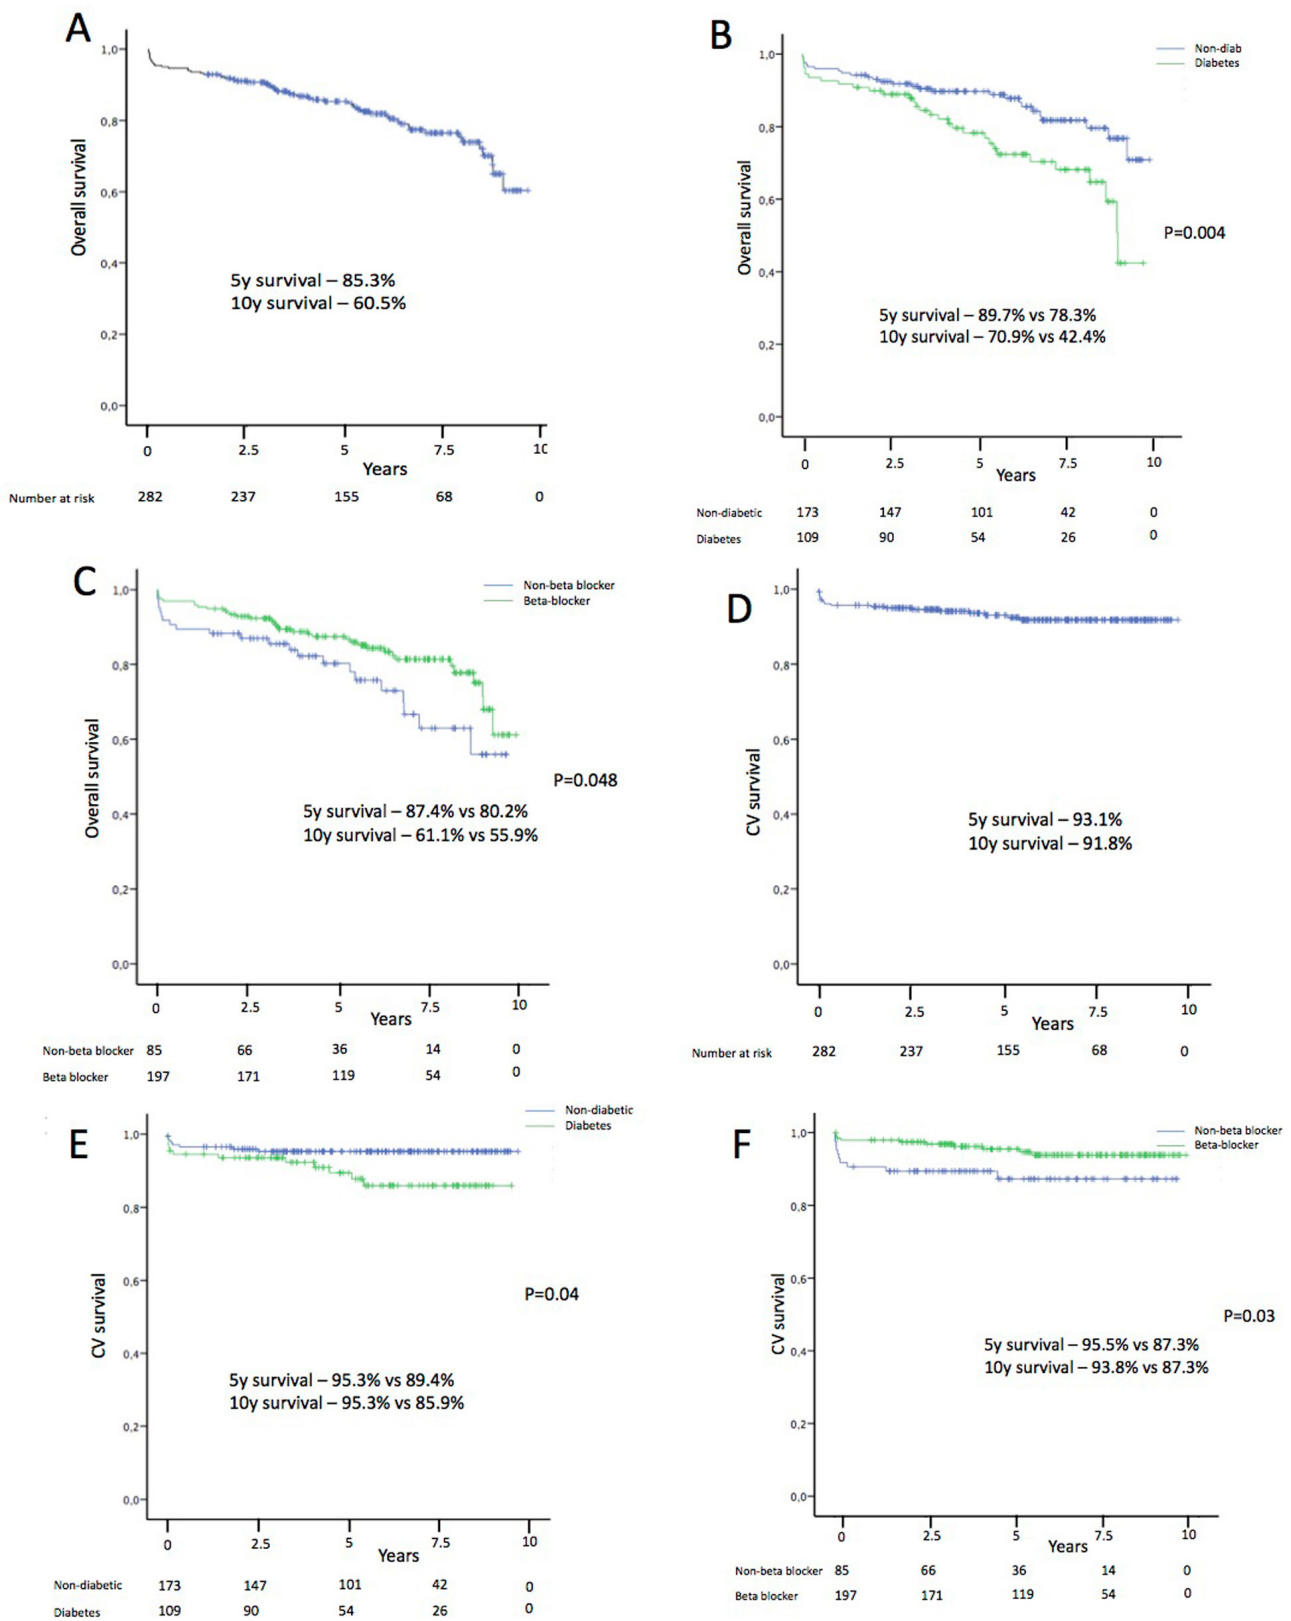 A
1,0
0,8
0,6
0,4
0,2
0,0
Overall survival
5y survival – 85.3%
10y survival – 60.5%
0 2.5 5 7.5 10
Years
Number at risk 282 237 155 68 0
B
Non-diab
Diabetes
1,0
0,8
0,6
0,4
0,2
0,0
Overall survival
P=0.004
5y survival – 89.7% vs 78.3%
10y survival – 70.9% vs 42.4%
0 2.5 5 7.5 10
Years
Non-diabetic 173 147 101 42 0
Diabetes 109 90 54 26 0
C
Non-beta blocker
Beta-blocker
1,0
0,8
0,6
0,4
0,2
0,0
Overall survival
P=0.048
5y survival – 87.4% vs 80.2%
10y survival – 61.1% vs 55.9%
0 2.5 5 7.5 10
Years
Non-beta blocker 85 66 36 14 0
Beta blocker 197 171 119 54 0
D
1,0
0,8
0,6
0,4
0,2
0,0
CV survival
5y survival – 93.1%
10y survival – 91.8%
0 2.5 5 7.5 10
Years
Number at risk 282 237 155 68 0
E
Non-diabetic
Diabetes
1,0
0,8
0,6
0,4
0,2
0,0
CV survival
P=0.04
5y survival – 95.3% vs 89.4%
10y survival – 95.3% vs 85.9%
0 2.5 5 7.5 10
Years
Non-diabetic 173 147 101 42 0
Diabetes 109 90 54 26 0
F
Non-beta blocker
Beta-blocker
1,0
0,8
0,6
0,4
0,2
0,0
CV survival
P=0.03
5y survival – 95.5% vs 87.3%
10y survival – 93.8% vs 87.3%
0 2.5 5 7.5 10
Years
Non-beta blocker 85 66 36 14 0
Beta blocker 197 171 119 54 0